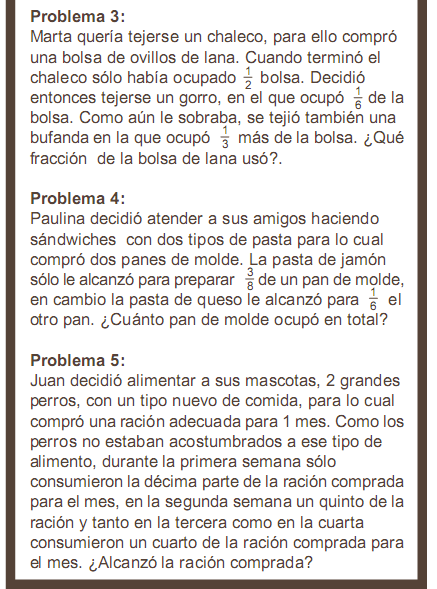 Problema 3:
Marta quería tejerse un chaleco, para ello compró
una bolsa de ovillos de lana. Cuando terminó el
chaleco sólo había ocupado 1/2 bolsa. Decidió
entonces tejerse un gorro, en el que ocupó 1/6 de la
bolsa. Como aún le sobraba, se tejió también una
bufanda en la que ocupó 1/3 más de la bolsa. ¿Qué
fracción de la bolsa de lana usó?.
Problema 4:
Paulina decidió atender a sus amigos haciendo
sándwiches con dos tipos de pasta para lo cual
compró dos panes de molde. La pasta de jamón
sólo le alcanzó para preparar 3/8 de un pan de molde,
en cambio la pasta de queso le alcanzó para 1/6 el
otro pan. ¿Cuánto pan de molde ocupó en total?
Problema 5:
Juan decidió alimentar a sus mascotas, 2 grandes
perros, con un tipo nuevo de comida, para lo cual
compró una ración adecuada para 1 mes. Como los
perros no estaban acostumbrados a ese tipo de
alimento, durante la primera semana sólo
consumieron la décima parte de la ración comprada
para el mes, en la segunda semana un quinto de la
ración y tanto en la tercera como en la cuarta
consumieron un cuarto de la ración comprada para
el mes. ¿Alcanzó la ración comprada?